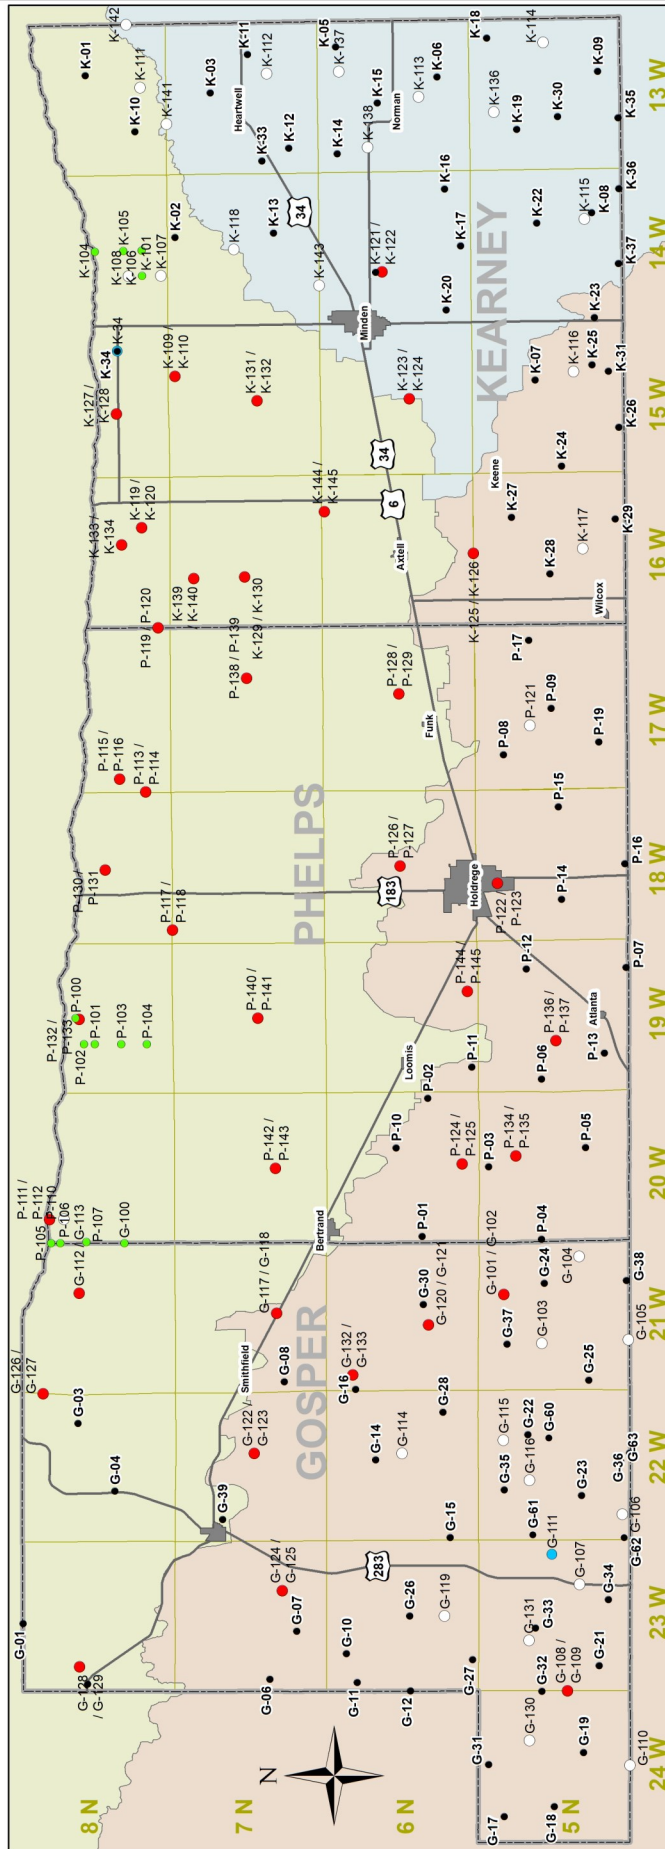 K-142
K-01
K-111
K-11
K-112
K-05
K-137
K-18
K-114
K-09
13 W
K-10
K-141
K-03
Heartwell
K-15
K-113
K-06
K-136
K-30
K-35
K-33
K-12
K-14
K-138
Norman
K-19
K-104
K-105
K-108
K-106
K-101
K-107
K-02
K-118
K-13
34
K-143
K-121 /
K-122
K-16
K-17
K-20
KEARNEY
K-22
K-115
K-08
K-36
K-37
14 W
K-34
K-34
Minden
K-23
K-127 /
K-128
K-109 /
K-110
K-131 /
K-132
K-123 /
K-124
K-07
K-116
K-25
K-31
K-26
15 W
34
Keene
K-24
K-133 /
K-134
K-119 /
K-120
K-144 /
K-145
6
Axtell
K-27
K-117
K-29
K-28
16 W
P-119 / P-120
K-139
K-140
K-129 / K-130
P-138 / P-139
K-125 / K-126
Wilcox
P-17
P-128 /
P-129
Funk
P-121
P-09
P-08
P-19
17 W
P-115 /
P-116
P-113 /
P-114
PHELPS
P-15
P-130 /
P-131
P-117 /
P-118
P-126 /
P-127
183
Holdrege
P-122 /
P-123
P-14
P-16
18 W
P-12
P-07
P-132 /
P-133
P-100
P-102
P-101
P-103
P-104
P-140 /
P-141
P-144 /
P-145
Loomis
P-136 /
P-137
Atlanta
P-13
P-11
P-06
19 W
P-02
P-10
P-142 /
P-143
P-124 /
P-125
P-03
P-134 /
P-135
P-05
20 W
P-111 /
P-112
P-110
P-105
P-106
P-107
G-113
G-112
G-100
Bertrand
P-01
P-04
G-117 / G-118
G-30
G-120 / G-121
G-101 / G-102
G-24
G-104
G-38
G-37
G-103
G-105
21 W
G-126 /
G-127
G-03
Smithfield
G-08
GOSPER
G-132 /
G-133
G-16
G-25
G-28
G-122 /
G-123
G-14
G-114
G-115
G-22
G-60
G-116
G-63
G-04
G-35
G-23
G-36
22 W
G-39
G-15
G-61
G-106
G-62
G-111
G-107
G-124 /
G-125
283
G-34
G-01
G-07
G-10
G-26
G-119
G-131
G-33
G-21
23 W
G-128
/ G-129
G-06
G-11
G-12
G-27
G-32
G-108 /
G-109
G-130
G-19
G-110
24 W
N
G-31
G-17
G-18
8 N
7 N
6 N
5 N